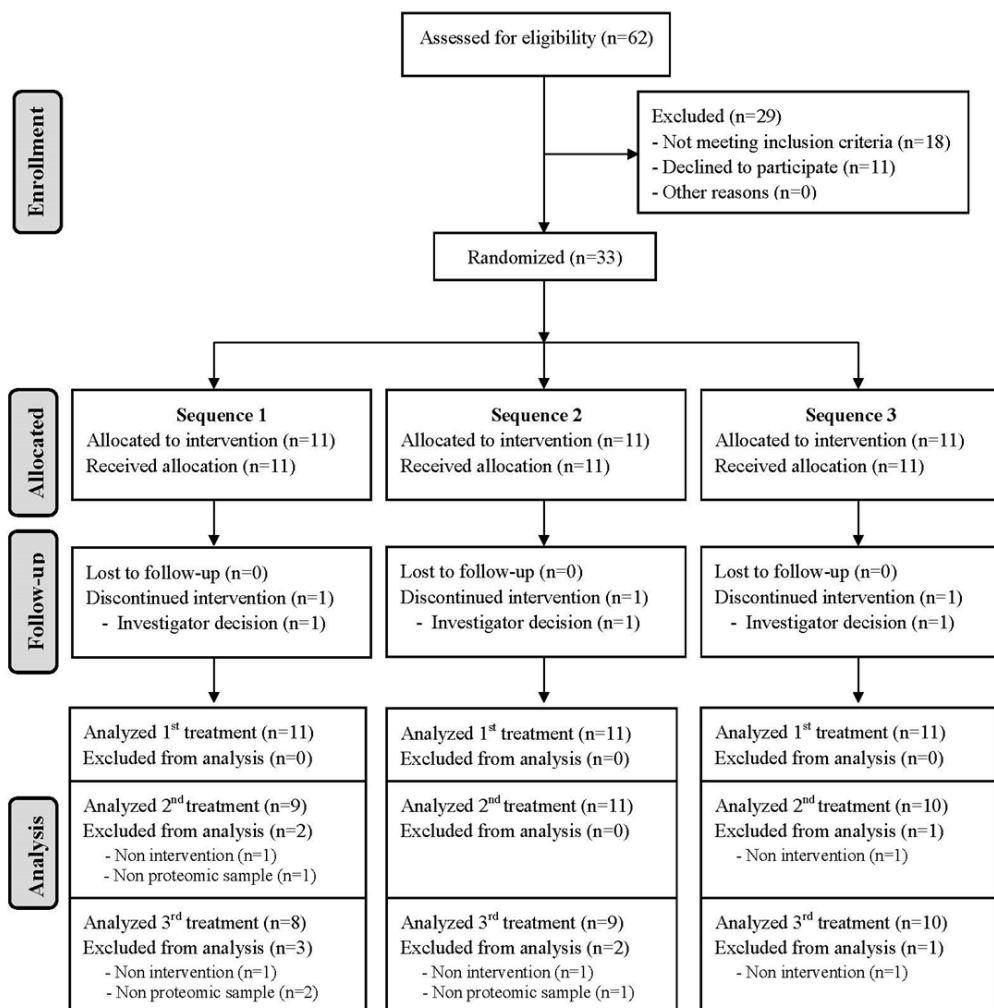 Assessed for eligibility (n=62)
Enrollment
Excluded (n=29)
- Not meeting inclusion criteria (n=18)
- Declined to participate (n=11)
- Other reasons (n=0)
Randomized (n=33)
Allocated
Sequence 1
Allocated to intervention (n=11)
Received allocation (n=11)
Sequence 2
Allocated to intervention (n=11)
Received allocation (n=11)
Sequence 3
Allocated to intervention (n=11)
Received allocation (n=11)
Follow-up
Lost to follow-up (n=0)
Discontinued intervention (n=1)
- Investigator decision (n=1)
Lost to follow-up (n=0)
Discontinued intervention (n=1)
- Investigator decision (n=1)
Lost to follow-up (n=0)
Discontinued intervention (n=1)
- Investigator decision (n=1)
Analysis
Analyzed 1st treatment (n=11)
Excluded from analysis (n=0)
Analyzed 2nd treatment (n=9)
Excluded from analysis (n=2)
- Non intervention (n=1)
- Non proteomic sample (n=1)
Analyzed 3rd treatment (n=8)
Excluded from analysis (n=3)
- Non intervention (n=1)
- Non proteomic sample (n=2)
Analyzed 1st treatment (n=11)
Excluded from analysis (n=0)
Analyzed 2nd treatment (n=11)
Excluded from analysis (n=0)
Analyzed 3rd treatment (n=9)
Excluded from analysis (n=2)
- Non intervention (n=1)
- Non proteomic sample (n=1)
Analyzed 1st treatment (n=11)
Excluded from analysis (n=0)
Analyzed 2nd treatment (n=10)
Excluded from analysis (n=1)
- Non intervention (n=1)
Analyzed 3rd treatment (n=10)
Excluded from analysis (n=1)
- Non intervention (n=1)